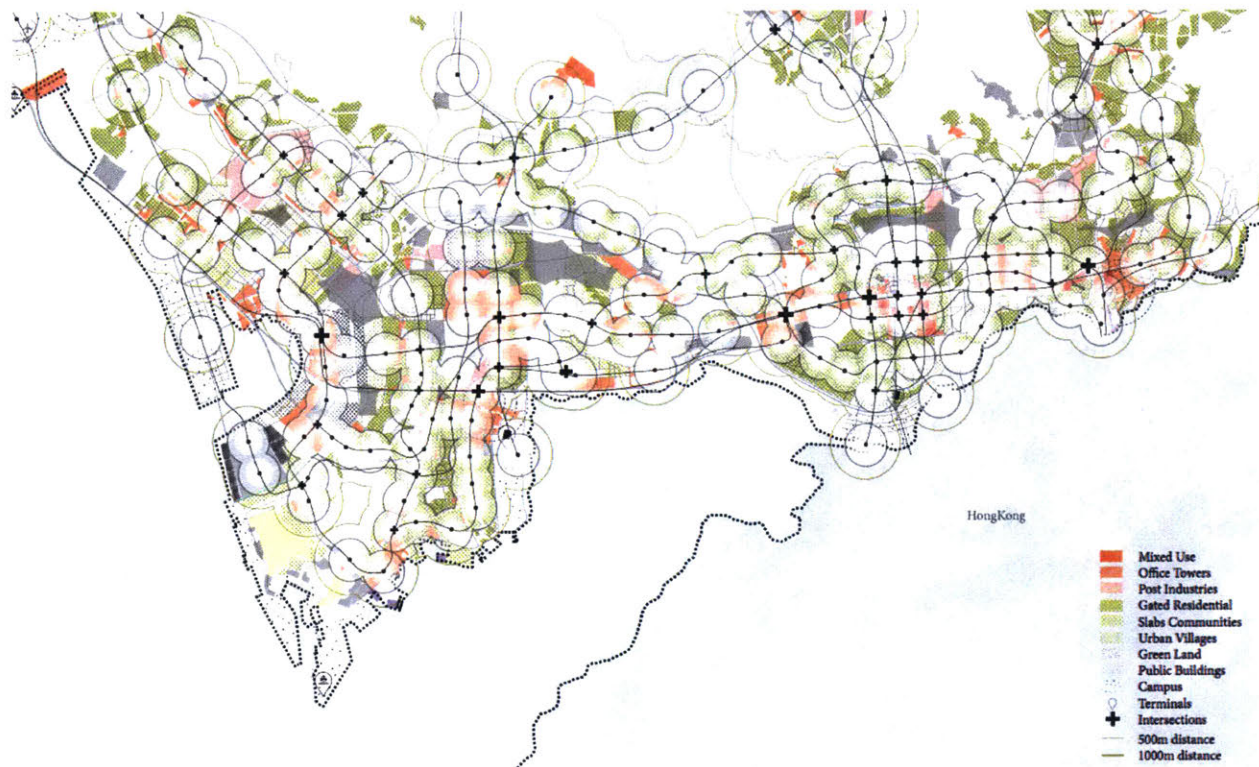 HongKong
Mixed Use
Office Towers
Post Industries
Gated Residential
Slabs Communities
Urban Villages
Green Land
Public Buildings
Campus
Terminals
Intersections
500m distance
1000m distance